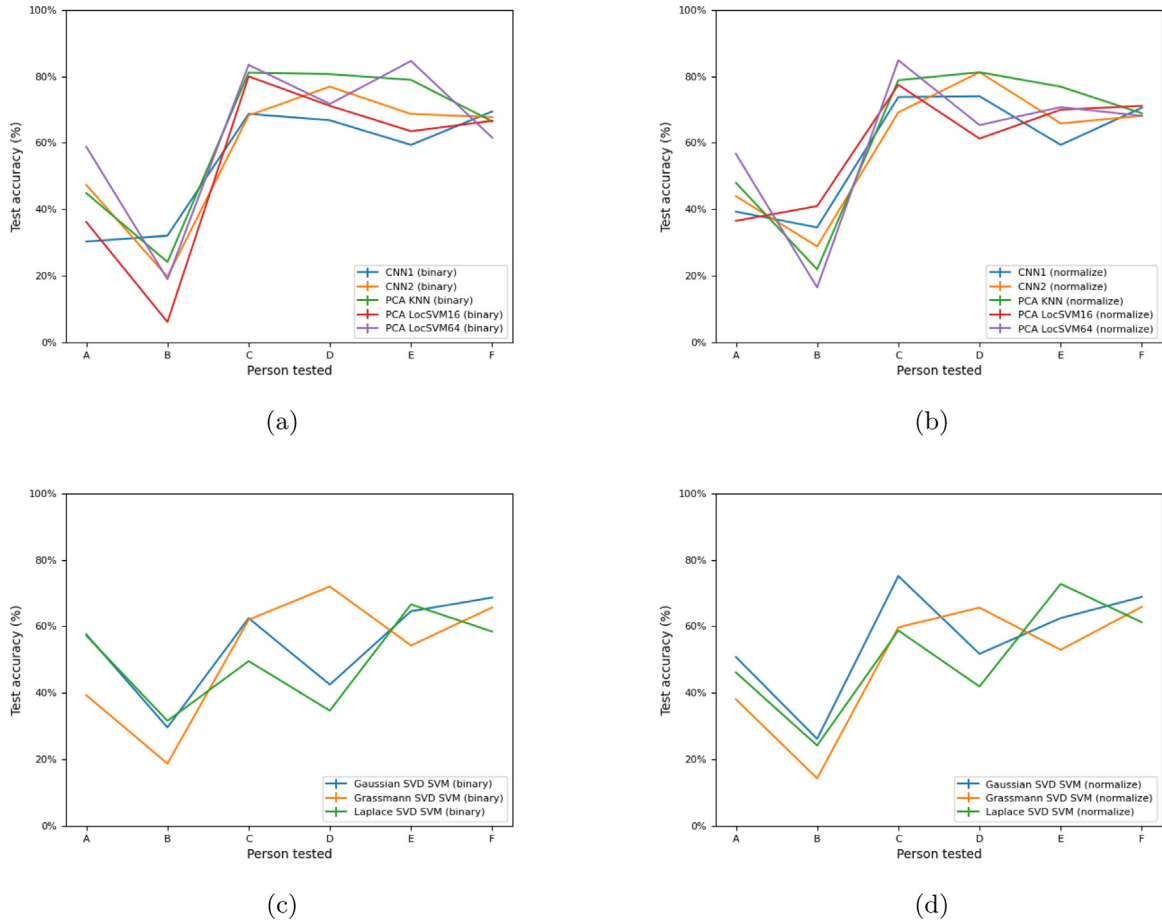 100%
80%
60%
40%
20%
0%
Test accuracy (%)
A B C D E F
Person tested
CNN1 (binary)
CNN2 (binary)
PCA KNN (binary)
PCA LocSVM16 (binary)
PCA LocSVM64 (binary)
(a)
100%
80%
60%
40%
20%
0%
Test accuracy (%)
A B C D E F
Person tested
CNN1 (normalize)
CNN2 (normalize)
PCA KNN (normalize)
PCA LocSVM16 (normalize)
PCA LocSVM64 (normalize)
(b)
100%
80%
60%
40%
20%
0%
Test accuracy (%)
A B C D E F
Person tested
Gaussian SVD SVM (binary)
Grassmann SVD SVM (binary)
Laplace SVD SVM (binary)
(c)
100%
80%
60%
40%
20%
0%
Test accuracy (%)
A B C D E F
Person tested
Gaussian SVD SVM (normalize)
Grassmann SVD SVM (normalize)
Laplace SVD SVM (normalize)
(d)